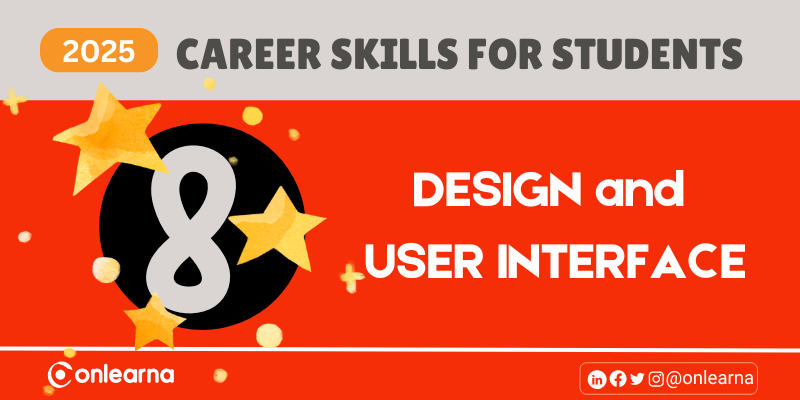 2025 CAREER SKILLS FOR STUDENTS
8
DESIGN and
USER INTERFACE
onlearna
@onlearna